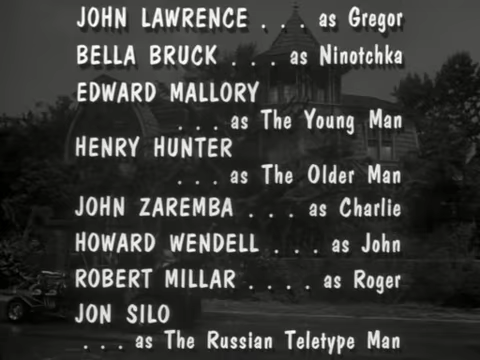 JOHN LAWRENCE . . . as Gregor
BELLA BRUCK . . . as Ninotchka
EDWARD MALLORY
. . . as The Young Man
HENRY HUNTER
. . . as The Older Man
JOHN ZAREMBA . . . . as Charlie
HOWARD WENDELL . . . as John
ROBERT MILLAR . . . . as Roger
JON SILO
. . . as The Russian Teletype Man